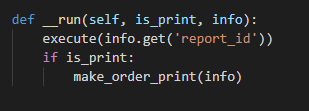 def __run(self, is_print, info):
    execute(info.get('report_id'))
    if is_print:
        make_order_print(info)